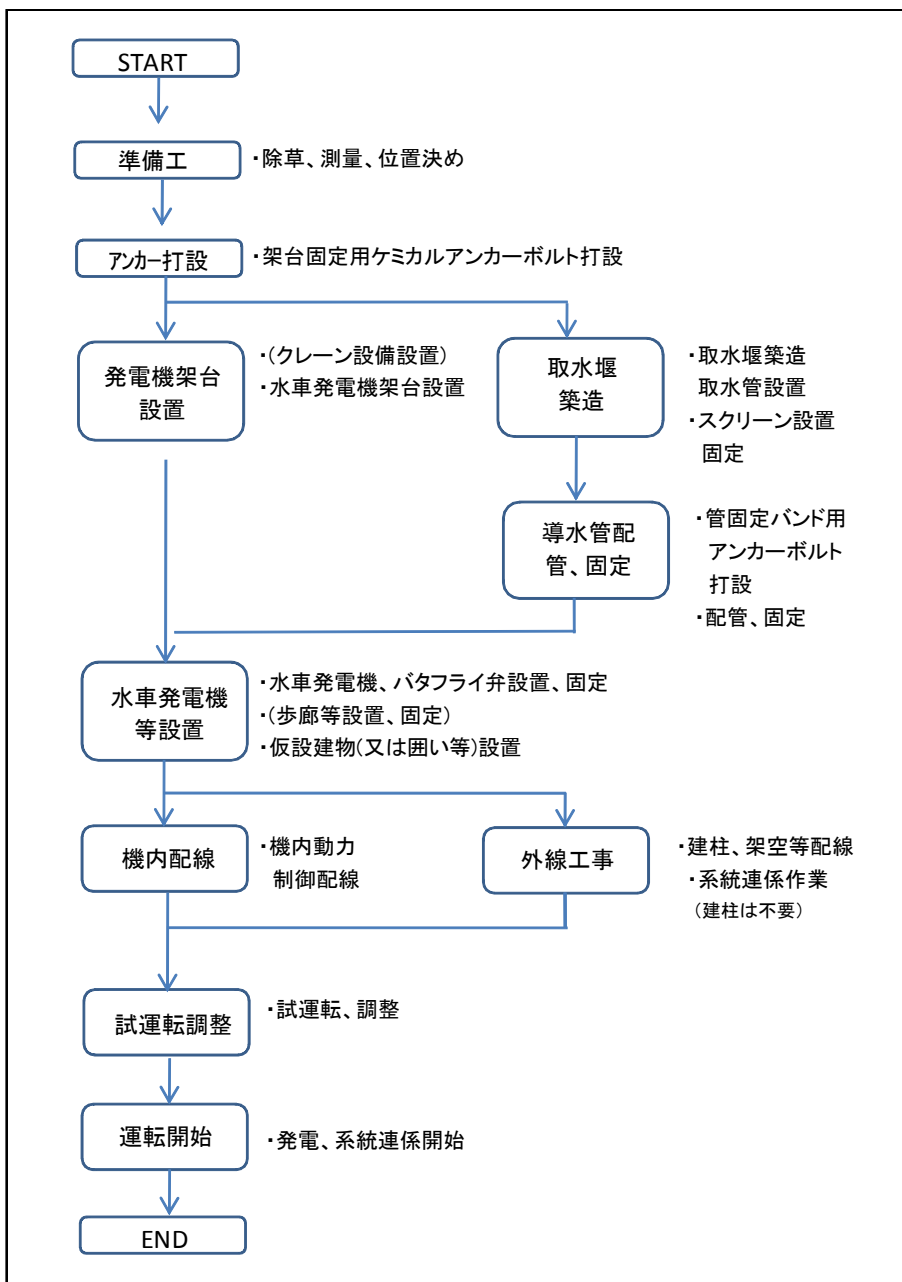 START
準備工
・除草、測量、位置決め
アンカー打設
・架台固定用ケミカルアンカーボルト打設
発電機架台
設置
・(クレーン設備設置)
・水車発電機架台設置
取水堰
築造
・取水堰築造
取水管設置
・スクリーン設置
固定
導水管配
管、固定
・管固定バンド用
アンカーボルト
打設
・配管、固定
水車発電機
等設置
・水車発電機、バタフライ弁設置、固定
・(歩廊等設置、固定)
・仮設建物(又は囲い等)設置
機内配線
・機内動力
制御配線
外線工事
・建柱、架空等配線
・系統連係作業
(建柱は不要)
試運転調整
・試運転、調整
運転開始
・発電、系統連係開始
END